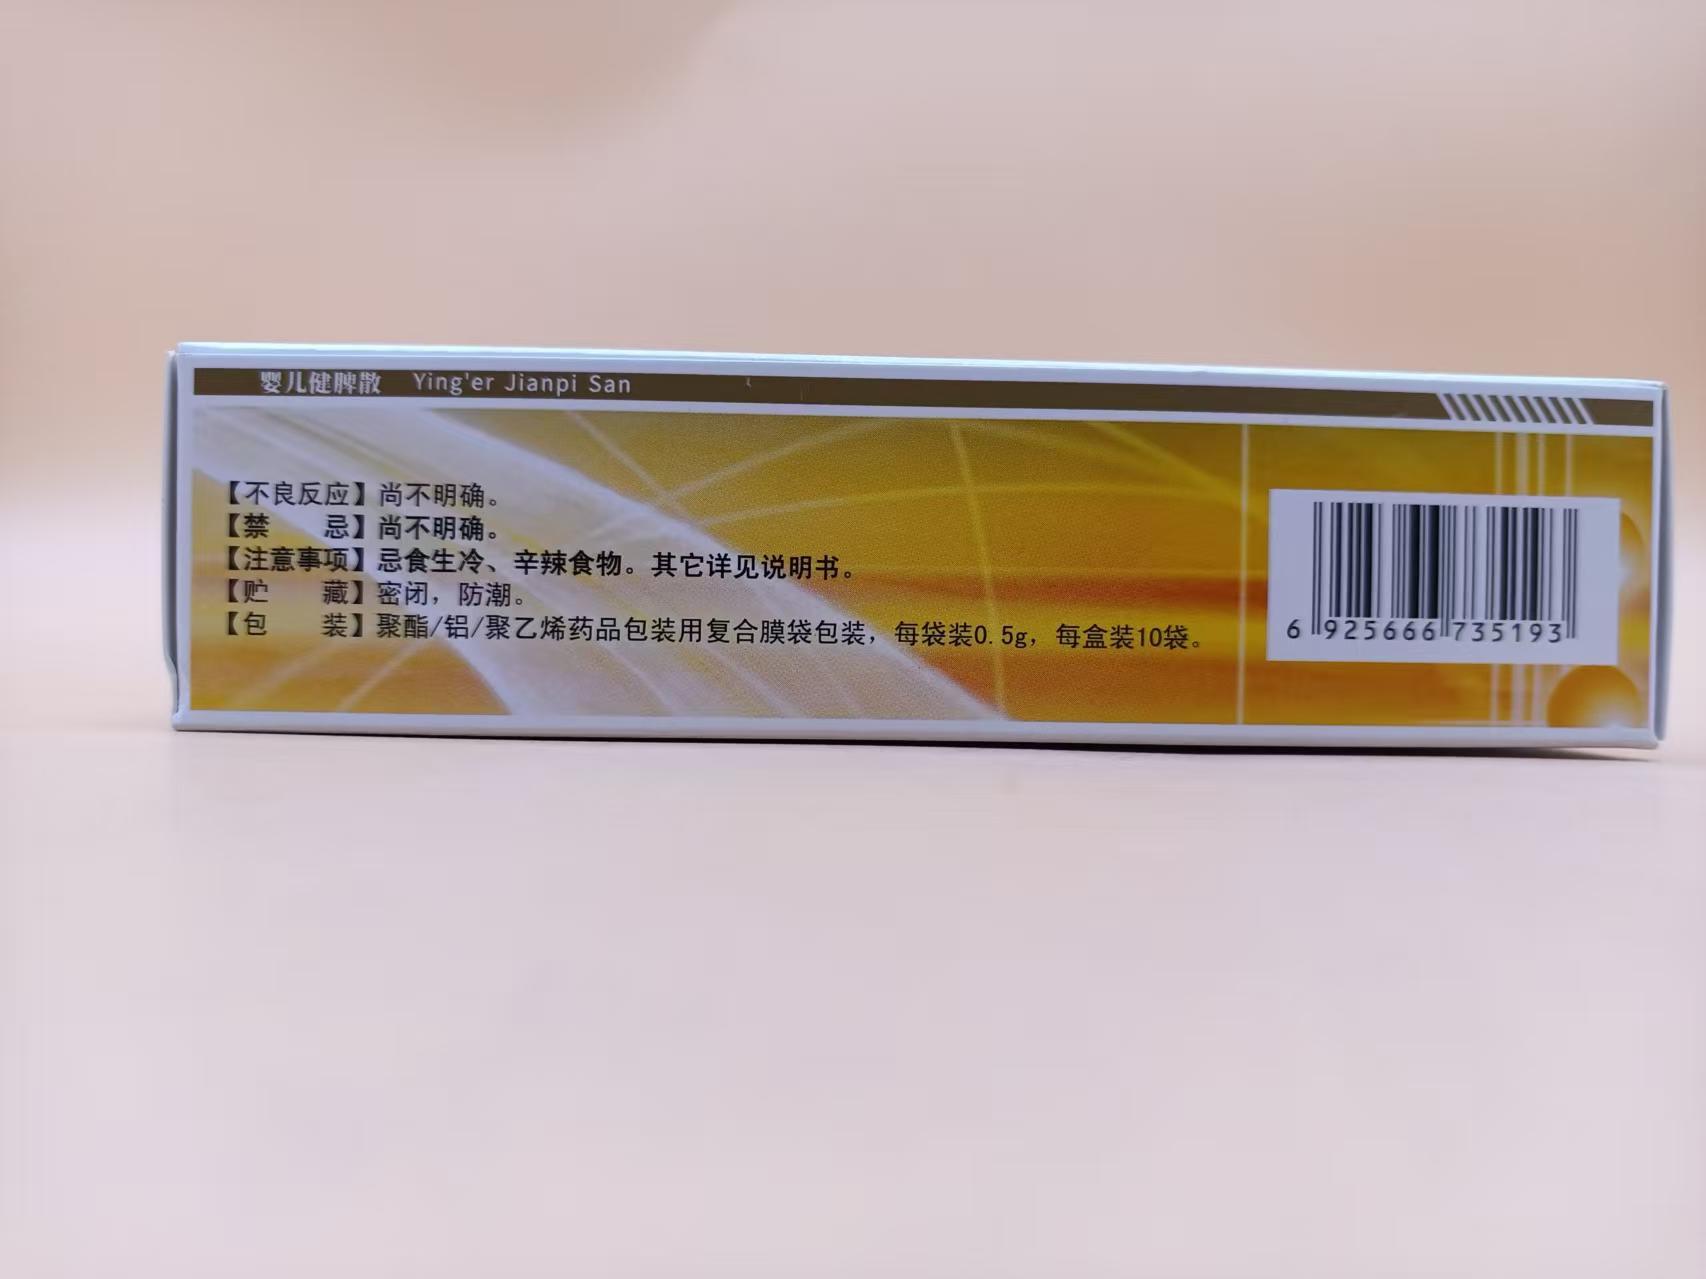 婴儿健脾散 Ying'er Jianpi San
【不良反应】尚不明确。
【禁 忌】尚不明确。
【注意事项】忌食生冷、辛辣食物。其它详见说明书。
【贮 藏】密闭，防潮。
【包 装】聚酯/铝/聚乙烯药品包装用复合膜袋包装，每袋装0.5g，每盒装10袋。
6 925666 735193